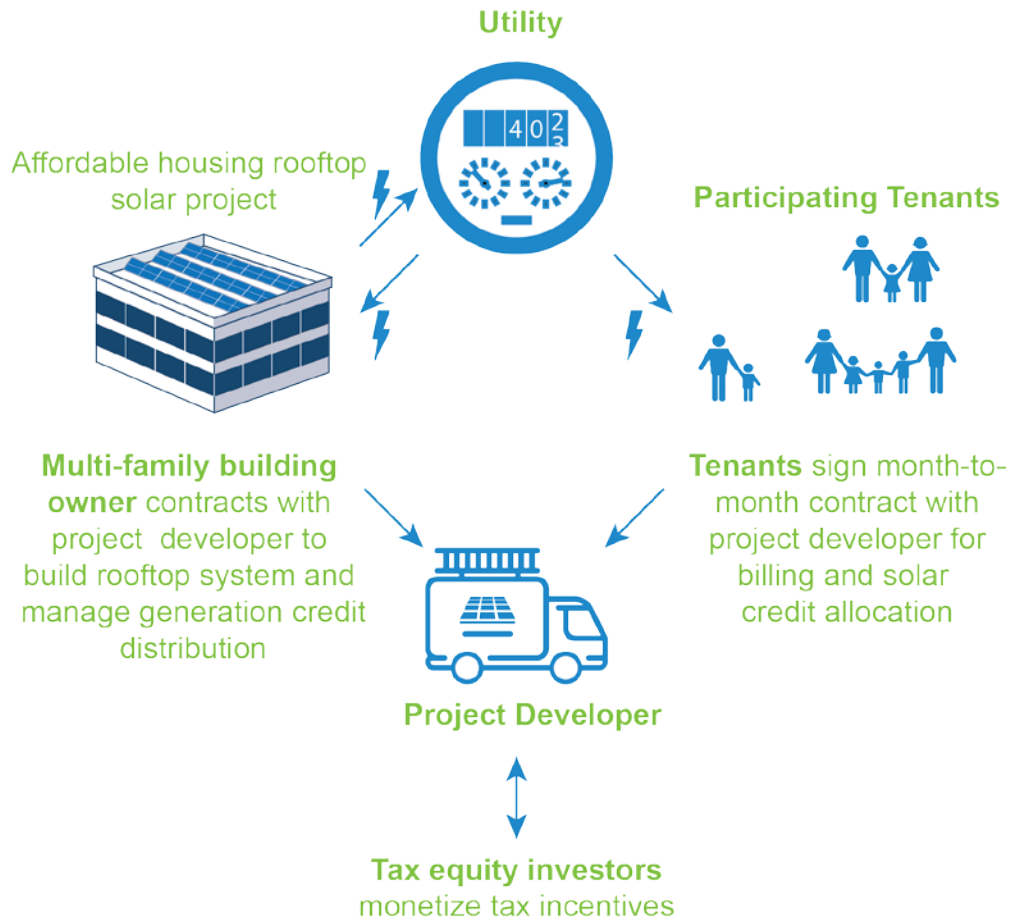 Utility
402
3
Affordable housing rooftop
solar project
Participating Tenants
Multi-family building
owner contracts with
project developer to
build rooftop system and
manage generation credit
distribution
Tenants sign month-to-
month contract with
project developer for
billing and solar
credit allocation
Project Developer
Tax equity investors
monetize tax incentives